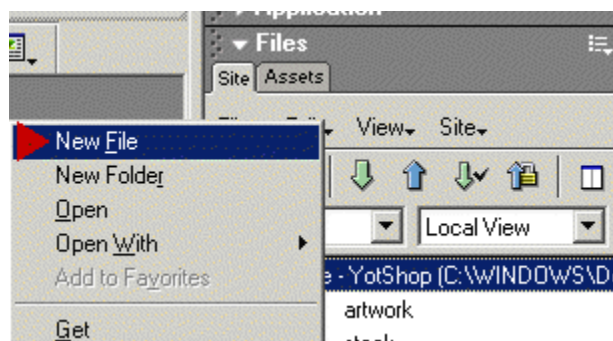 Application
Files
Site Assets
View Site
New File
New Folder
Open
Open With
Local View
Add to Favorites
- YotShop (C:\WINDOWS\D
artwork
Get